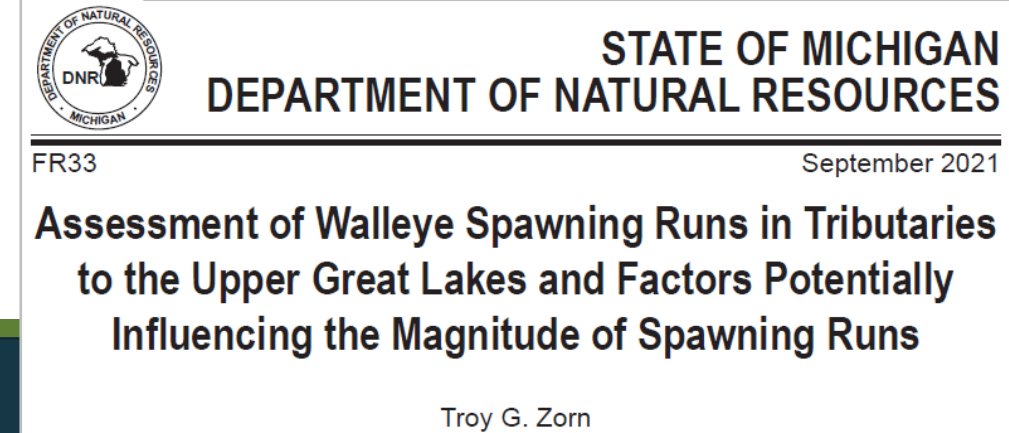 DEPARTMENT OF NATURAL RESOURCES
DNR
MICHIGAN
STATE OF MICHIGAN
DEPARTMENT OF NATURAL RESOURCES
FR33
September 2021
Assessment of Walleye Spawning Runs in Tributaries
to the Upper Great Lakes and Factors Potentially
Influencing the Magnitude of Spawning Runs
Troy G. Zorn